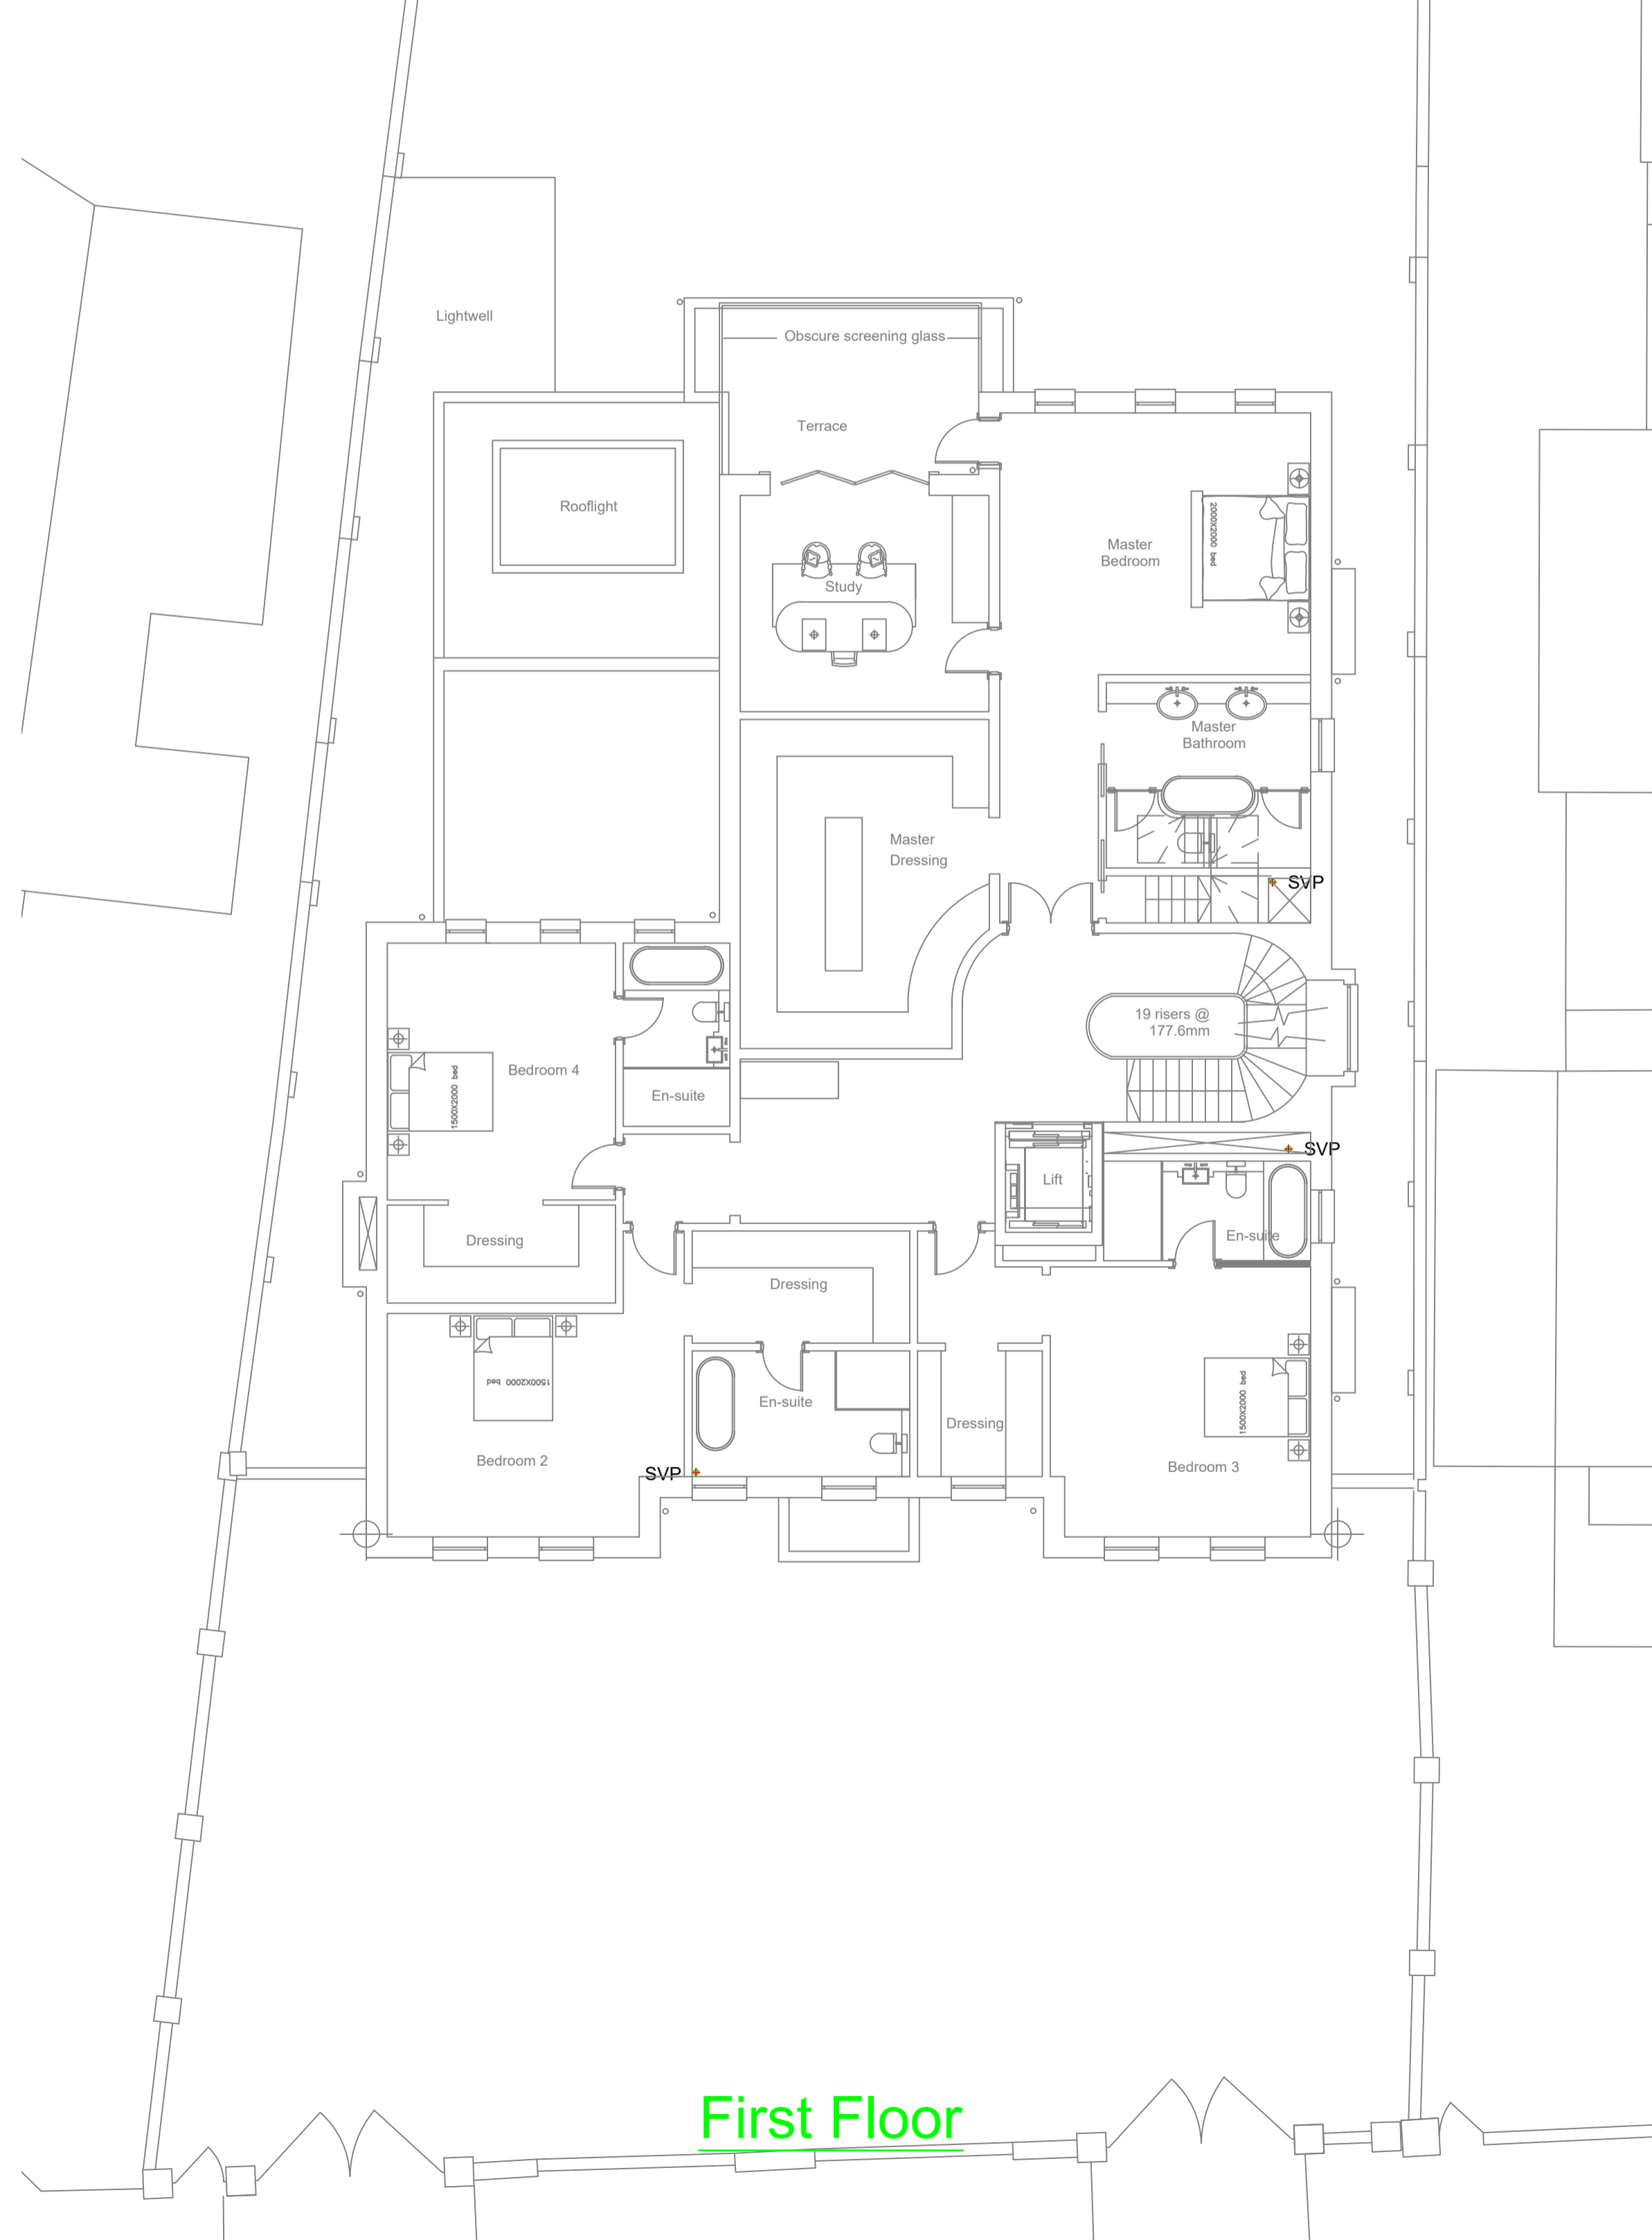 Lightwell
Obscure screening glass
Terrace
Rooflight
Study
Master
Bedroom
2000X2000 bed
Master
Bathroom
Master
Dressing
SVP
19 risers @
177.6mm
Bedroom 4
1500X2000 bed
En-suite
Lift
SVP
En-suite
Dressing
Dressing
1500X2000 bed
En-suite
Dressing
1500X2000 bed
Bedroom 2
SVP
Bedroom 3
First Floor